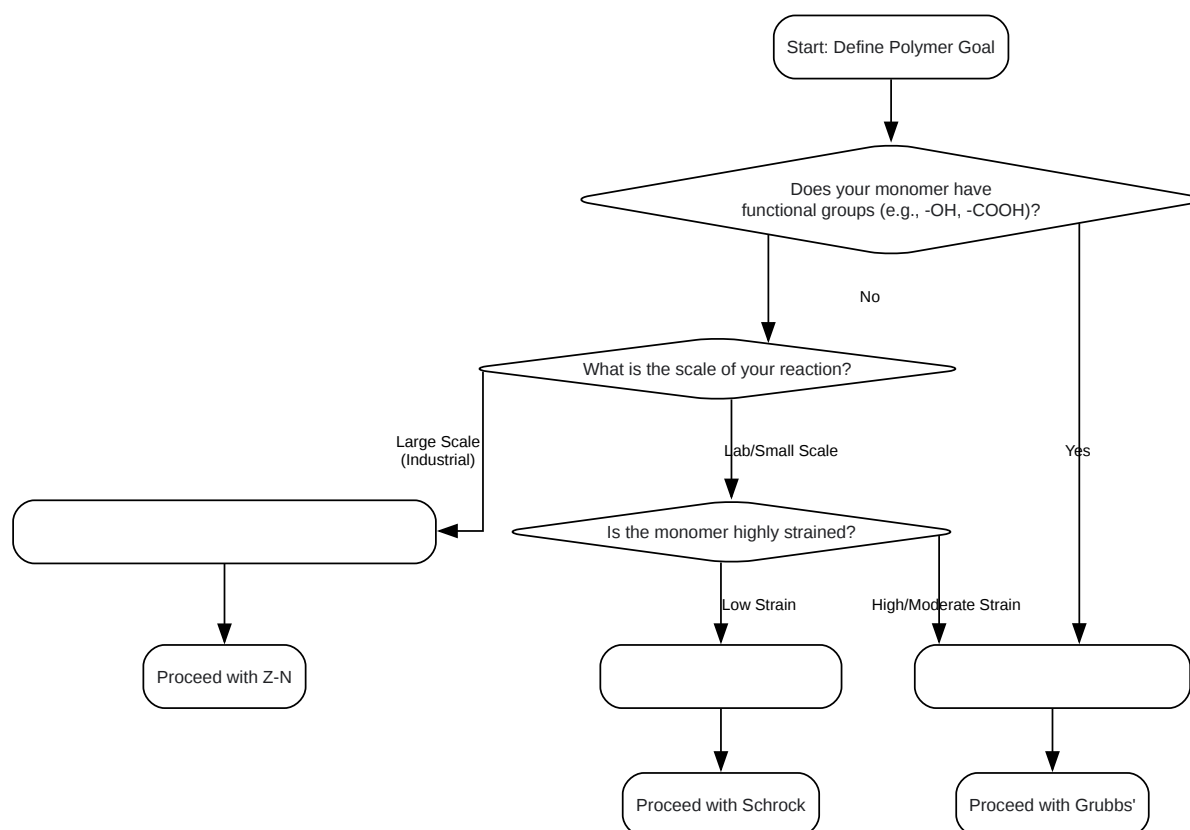 Start: Define Polymer Goal
Does your monomer have
functional groups (e.g., -OH, -COOH)?
No
What is the scale of your reaction?
Large Scale
(Industrial)
Lab/Small Scale
Yes
Is the monomer highly strained?
Low Strain
High/Moderate Strain
Proceed with Z-N
Proceed with Schrock
Proceed with Grubbs'